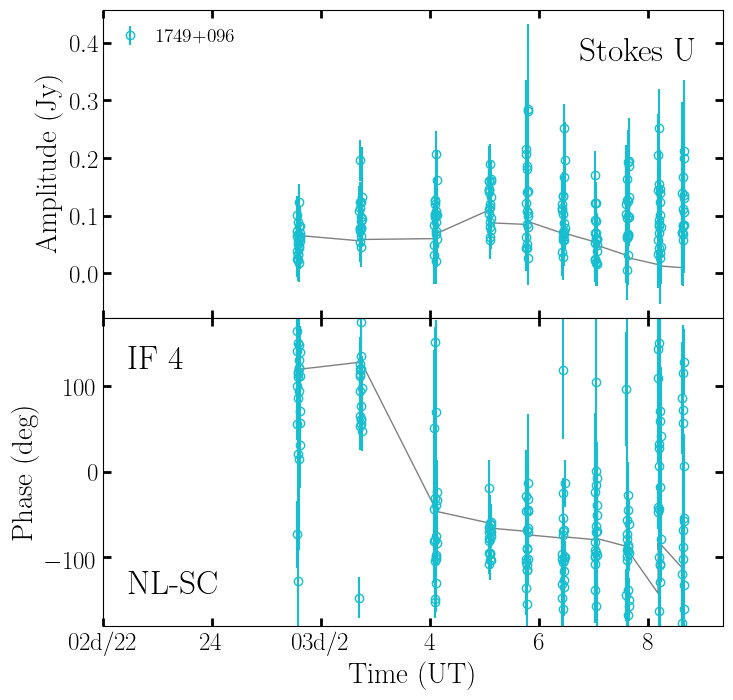 1749+096
Stokes U
Amplitude (Jy)
0.4
0.3
0.2
0.1
0.0
IF 4
Phase (deg)
100
0
−100
NL-SC
02d/22 24 03d/2 4 6 8
Time (UT)